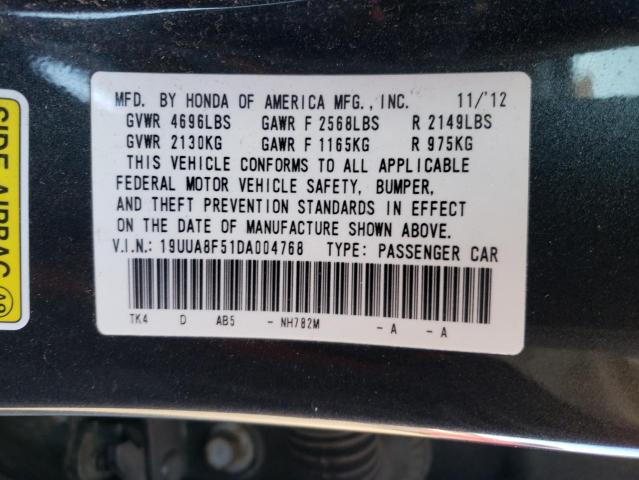 MFD. BY HONDA OF AMERICA MFG., INC. 11/'12
GVWR 4696LBS GAWR F 2568LBS R 2149LBS
GVWR 2130KG GAWR F 1165KG R 975KG
THIS VEHICLE CONFORMS TO ALL APPLICABLE
FEDERAL MOTOR VEHICLE SAFETY, BUMPER,
AND THEFT PREVENTION STANDARDS IN EFFECT
ON THE DATE OF MANUFACTURE SHOWN ABOVE.
V.I.N.: 19UUA8F51DA004768 TYPE: PASSENGER CAR
TK4 D AB5 - NH782M - A - A
SIDE AIRBAG